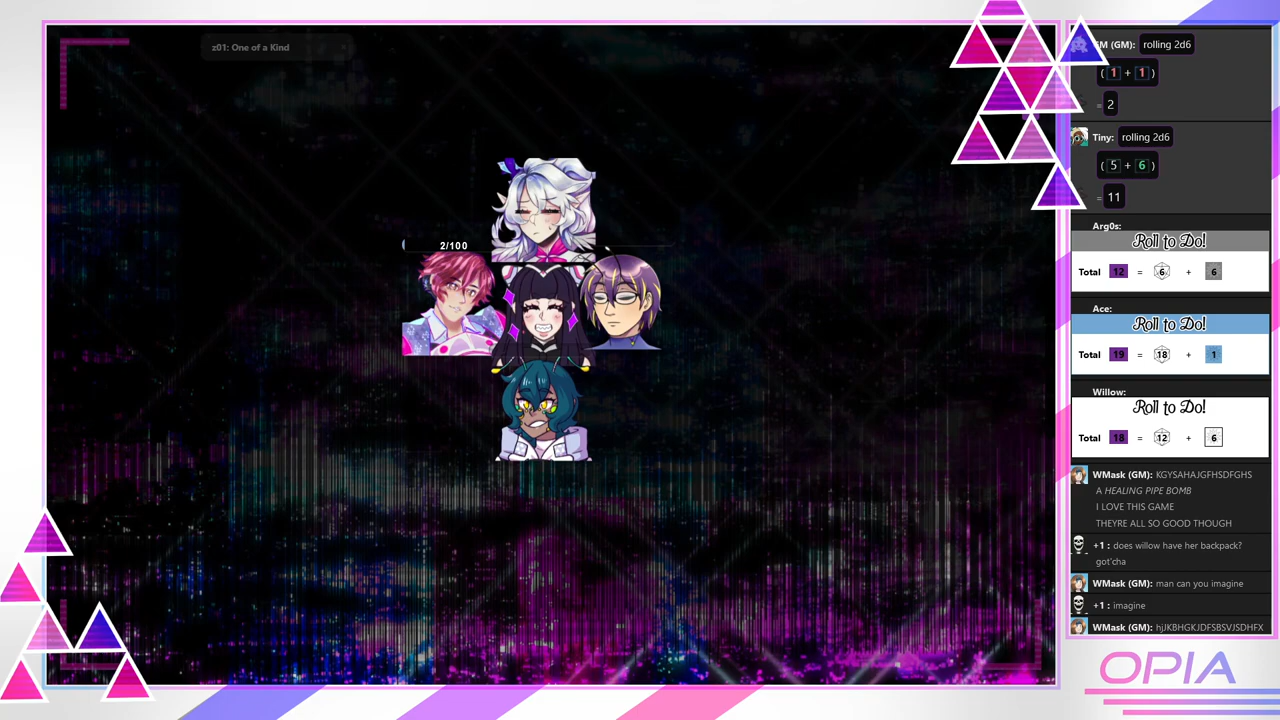 z01: One of a Kind
2/100
GM (GM): rolling 2d6
( 1 + 1 )
= 2
Tiny: rolling 2d6
( 5 + 6 )
= 11
Arg0s:
Roll to Do!
Total 12 = 6 + 6
Ace:
Roll to Do!
Total 19 = 18 + 1
Willow:
Roll to Do!
Total 18 = 12 + 6
WMask (GM): KGYSAHAJGFHSDFGHS
A HEALING PIPE BOMB
I LOVE THIS GAME
THEYRE ALL SO GOOD THOUGH
+1 : does willow have her backpack?
got'cha
WMask (GM): man can you imagine
+1 : imagine
WMask (GM): hjJKBHGKJDFSBSVJSDHFX
OPIA